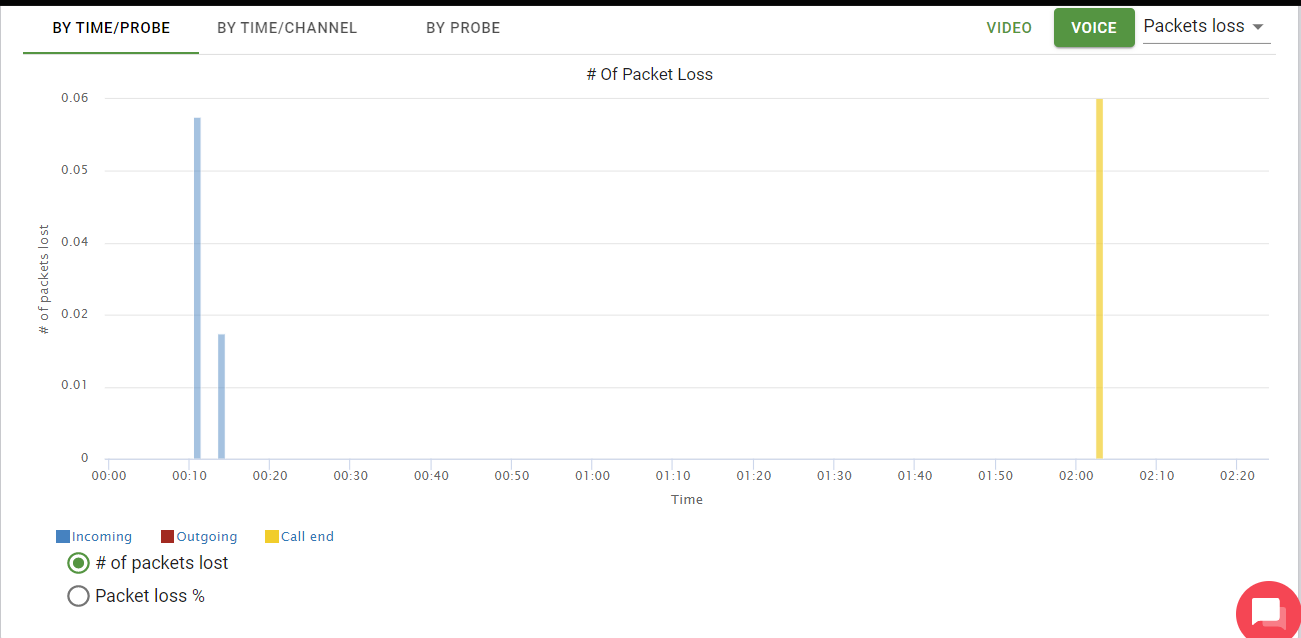 BY TIME/PROBE BY TIME/CHANNEL BY PROBE VIDEO VOICE Packets loss
# Of Packet Loss
0.06
0.05
0.04
0.02
0.01
0
# of packets lost
00:00 00:10 00:20 00:30 00:40 00:50 01:00 01:10 01:20 01:30 01:40 01:50 02:00 02:10 02:20
Time
Incoming Outgoing Call end
# of packets lost
Packet loss %